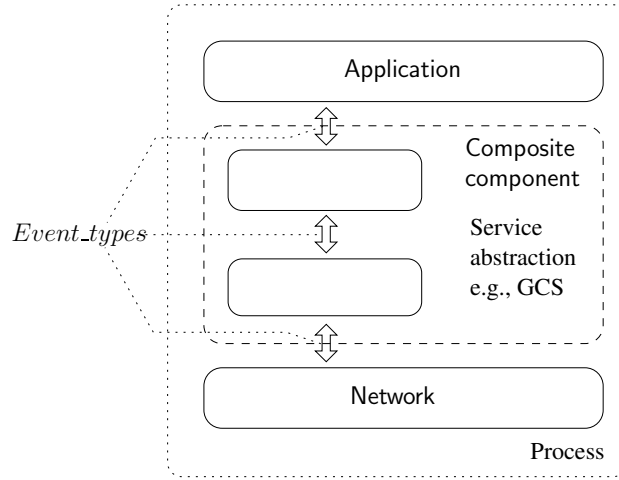 Application
Composite
component
Event_types
Service
abstraction
e.g., GCS
Network
Process